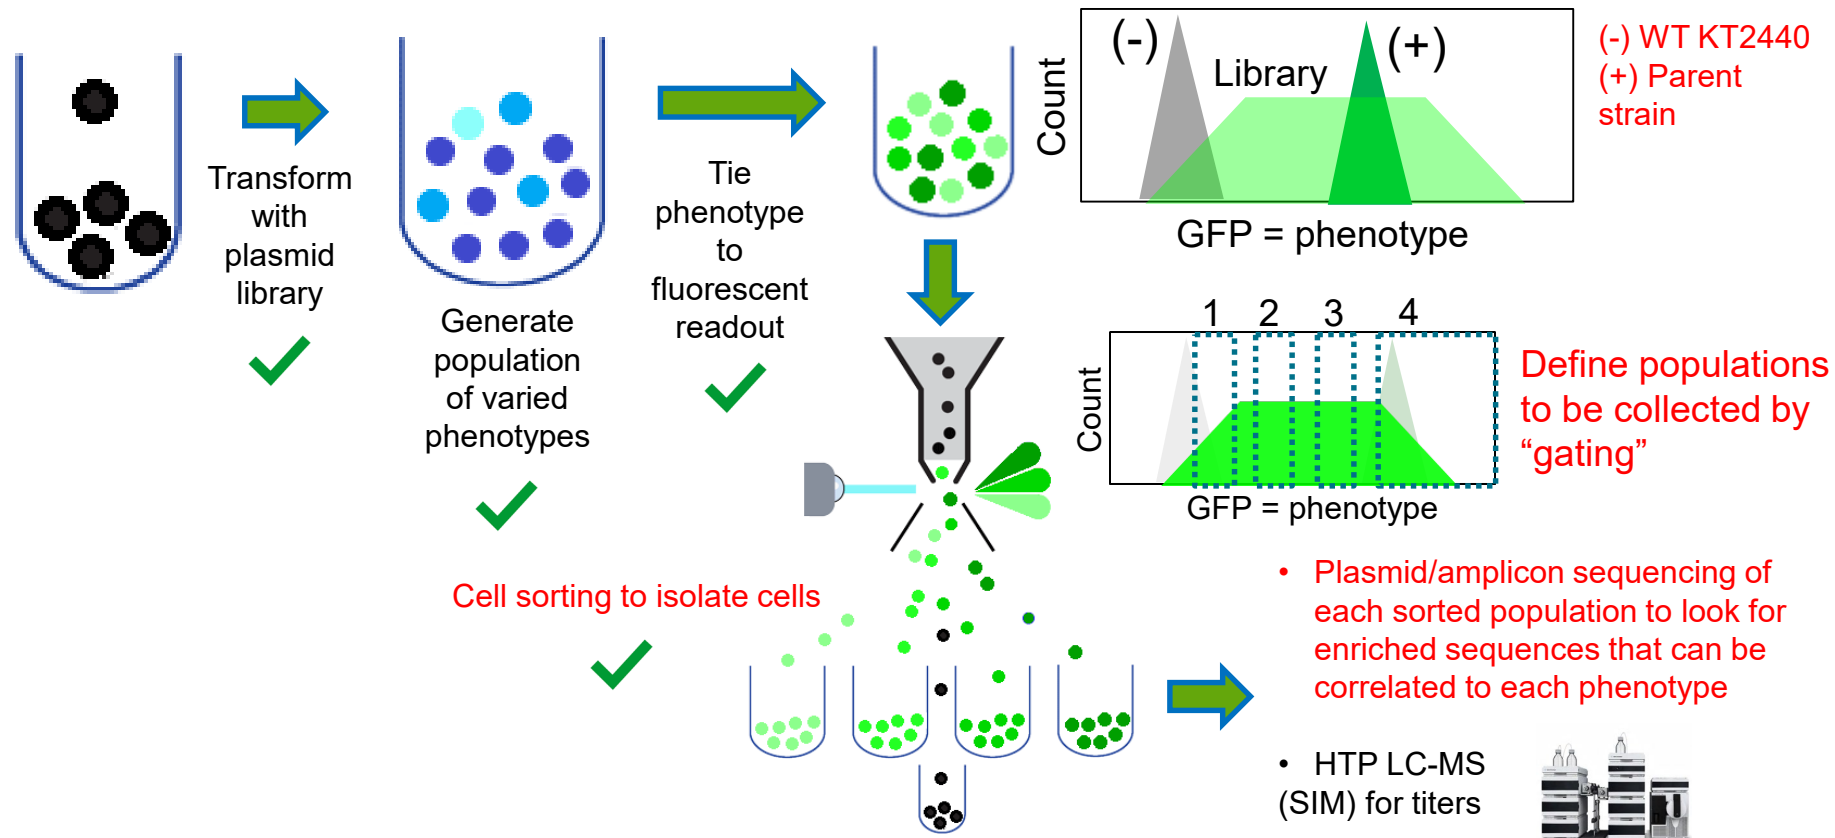 Transform
with
plasmid
library
Generate
population
of varied
phenotypes
Tie
phenotype
to
fluorescent
readout
Cell sorting to isolate cells
(-)
Library
(+)
Count
GFP = phenotype
(-) WT KT2440
(+) Parent
strain
1 2 3 4
Count
GFP = phenotype
Define populations
to be collected by
“gating”
• Plasmid/amplicon sequencing of
each sorted population to look for
enriched sequences that can be
correlated to each phenotype
• HTP LC-MS
(SIM) for titers